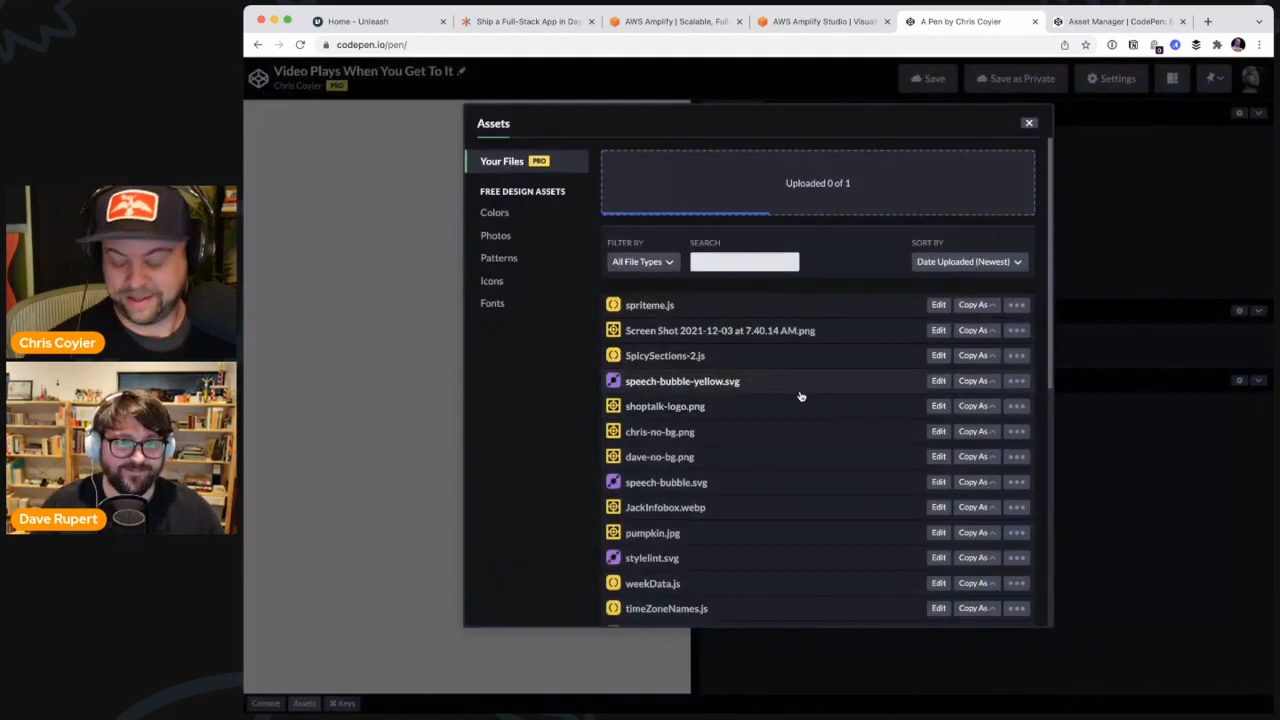 Home - Unleash
Ship a Full-Stack App in Day
AWS Amplify | Scalable, Full
AWS Amplify Studio | Visuali
A Pen by Chris Coyier
Asset Manager | CodePen: B
codepen.io/pen/
Video Plays When You Get To It
Chris Coyier PRO
Save
Save as Private
Settings
Assets
Your Files PRO
FREE DESIGN ASSETS
Colors
Photos
Patterns
Icons
Fonts
Uploaded 0 of 1
FILTER BY
All File Types
SEARCH
SORT BY
Date Uploaded (Newest)
spriteme.js Edit Copy As
Screen Shot 2021-12-03 at 7.40.14 AM.png Edit Copy As
SpicySections-2.js Edit Copy As
speech-bubble-yellow.svg Edit Copy As
shoptalk-logo.png Edit Copy As
chris-no-bg.png Edit Copy As
dave-no-bg.png Edit Copy As
speech-bubble.svg Edit Copy As
JackInfobox.webp Edit Copy As
pumpkin.jpg Edit Copy As
stylelint.svg Edit Copy As
weekData.js Edit Copy As
timeZoneNames.js Edit Copy As
Console
Assets
⌘ Keys
Chris Coyier
Dave Rupert